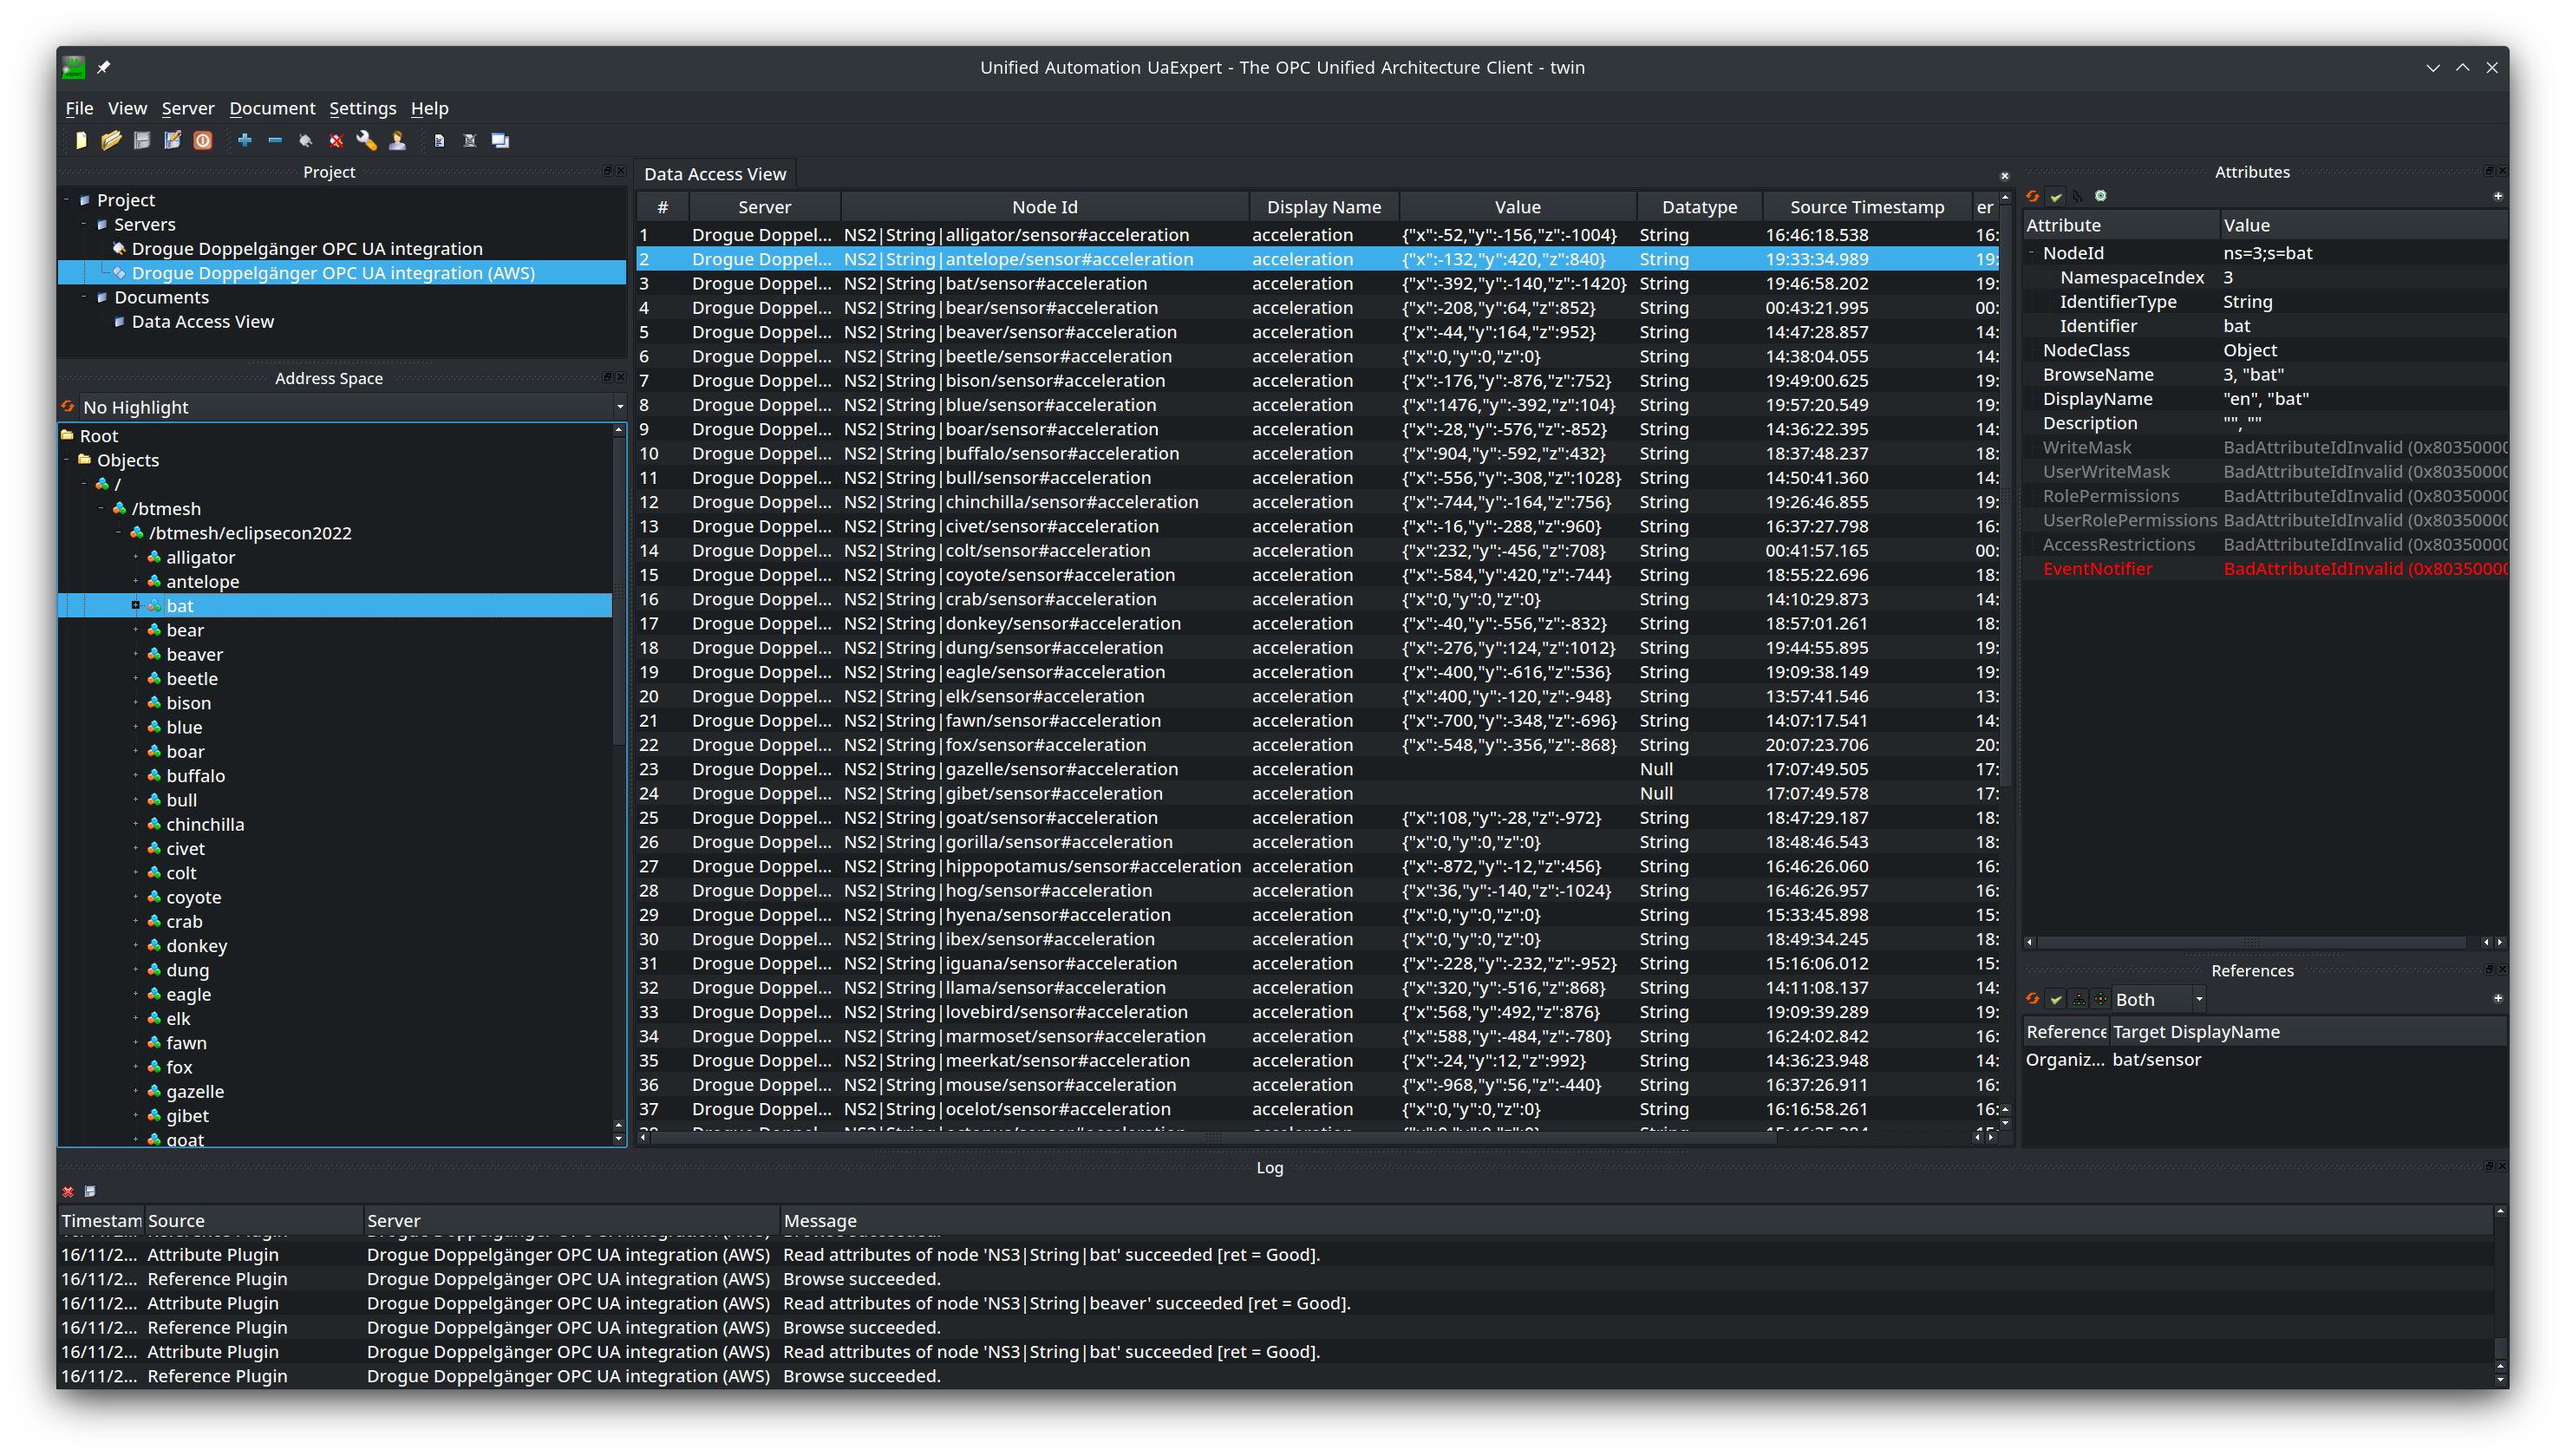 Unified Automation UaExpert - The OPC Unified Architecture Client - twin
File View Server Document Settings Help
Project
Project
Servers
Drogue Doppelgänger OPC UA integration
Drogue Doppelgänger OPC UA integration (AWS)
Documents
Data Access View
Address Space
No Highlight
Root
Objects
/
/btmesh
/btmesh/eclipsecon2022
alligator
antelope
bat
bear
beaver
beetle
bison
blue
boar
buffalo
bull
chinchilla
civet
colt
coyote
crab
donkey
dung
eagle
elk
fawn
fox
gazelle
gibet
goat
Data Access View
# Server Node Id Display Name Value Datatype Source Timestamp er
1 Drogue Doppel... NS2|String|alligator/sensor#acceleration acceleration {"x":-52,"y":-156,"z":-1004} String 16:46:18.538 16:
2 Drogue Doppel... NS2|String|antelope/sensor#acceleration acceleration {"x":-132,"y":420,"z":840} String 19:33:34.989 19:
3 Drogue Doppel... NS2|String|bat/sensor#acceleration acceleration {"x":-392,"y":-140,"z":-1420} String 19:46:58.202 19:
4 Drogue Doppel... NS2|String|bear/sensor#acceleration acceleration {"x":-208,"y":64,"z":852} String 00:43:21.995 00:
5 Drogue Doppel... NS2|String|beaver/sensor#acceleration acceleration {"x":-44,"y":164,"z":952} String 14:47:28.857 14:
6 Drogue Doppel... NS2|String|beetle/sensor#acceleration acceleration {"x":0,"y":0,"z":0} String 14:38:04.055 14:
7 Drogue Doppel... NS2|String|bison/sensor#acceleration acceleration {"x":-176,"y":-876,"z":752} String 19:49:00.625 19:
8 Drogue Doppel... NS2|String|blue/sensor#acceleration acceleration {"x":1476,"y":-392,"z":104} String 19:57:20.549 19:
9 Drogue Doppel... NS2|String|boar/sensor#acceleration acceleration {"x":-28,"y":-576,"z":-852} String 14:36:22.395 14:
10 Drogue Doppel... NS2|String|buffalo/sensor#acceleration acceleration {"x":904,"y":-592,"z":432} String 18:37:48.237 18:
11 Drogue Doppel... NS2|String|bull/sensor#acceleration acceleration {"x":-556,"y":-308,"z":1028} String 14:50:41.360 14:
12 Drogue Doppel... NS2|String|chinchilla/sensor#acceleration acceleration {"x":-744,"y":-164,"z":756} String 19:26:46.855 19:
13 Drogue Doppel... NS2|String|civet/sensor#acceleration acceleration {"x":-16,"y":-288,"z":960} String 16:37:27.798 16:
14 Drogue Doppel... NS2|String|colt/sensor#acceleration acceleration {"x":232,"y":-456,"z":708} String 00:41:57.165 00:
15 Drogue Doppel... NS2|String|coyote/sensor#acceleration acceleration {"x":-584,"y":420,"z":-744} String 18:55:22.696 18:
16 Drogue Doppel... NS2|String|crab/sensor#acceleration acceleration {"x":0,"y":0,"z":0} String 14:10:29.873 14:
17 Drogue Doppel... NS2|String|donkey/sensor#acceleration acceleration {"x":-40,"y":-556,"z":-832} String 18:57:01.261 18:
18 Drogue Doppel... NS2|String|dung/sensor#acceleration acceleration {"x":-276,"y":124,"z":1012} String 19:44:55.895 19:
19 Drogue Doppel... NS2|String|eagle/sensor#acceleration acceleration {"x":-400,"y":-616,"z":536} String 19:09:38.149 19:
20 Drogue Doppel... NS2|String|elk/sensor#acceleration acceleration {"x":400,"y":-120,"z":-948} String 13:57:41.546 13:
21 Drogue Doppel... NS2|String|fawn/sensor#acceleration acceleration {"x":-700,"y":-348,"z":-696} String 14:07:17.541 14:
22 Drogue Doppel... NS2|String|fox/sensor#acceleration acceleration {"x":-548,"y":-356,"z":-868} String 20:07:23.706 20:
23 Drogue Doppel... NS2|String|gazelle/sensor#acceleration acceleration Null 17:07:49.505 17:
24 Drogue Doppel... NS2|String|gibet/sensor#acceleration acceleration Null 17:07:49.578 17:
25 Drogue Doppel... NS2|String|goat/sensor#acceleration acceleration {"x":108,"y":-28,"z":-972} String 18:47:29.187 18:
26 Drogue Doppel... NS2|String|gorilla/sensor#acceleration acceleration {"x":0,"y":0,"z":0} String 18:48:46.543 18:
27 Drogue Doppel... NS2|String|hippopotamus/sensor#acceleration acceleration {"x":-872,"y":-12,"z":456} String 16:46:26.060 16:
28 Drogue Doppel... NS2|String|hog/sensor#acceleration acceleration {"x":36,"y":-140,"z":-1024} String 16:46:26.957 16:
29 Drogue Doppel... NS2|String|hyena/sensor#acceleration acceleration {"x":0,"y":0,"z":0} String 15:33:45.898 15:
30 Drogue Doppel... NS2|String|ibex/sensor#acceleration acceleration {"x":0,"y":0,"z":0} String 18:49:34.245 18:
31 Drogue Doppel... NS2|String|iguana/sensor#acceleration acceleration {"x":-228,"y":-232,"z":-952} String 15:16:06.012 15:
32 Drogue Doppel... NS2|String|llama/sensor#acceleration acceleration {"x":320,"y":-516,"z":868} String 14:11:08.137 14:
33 Drogue Doppel... NS2|String|lovebird/sensor#acceleration acceleration {"x":568,"y":492,"z":876} String 19:09:39.289 19:
34 Drogue Doppel... NS2|String|marmoset/sensor#acceleration acceleration {"x":588,"y":-484,"z":-780} String 16:24:02.842 16:
35 Drogue Doppel... NS2|String|meerkat/sensor#acceleration acceleration {"x":-24,"y":12,"z":992} String 14:36:23.948 14:
36 Drogue Doppel... NS2|String|mouse/sensor#acceleration acceleration {"x":-968,"y":56,"z":-440} String 16:37:26.911 16:
37 Drogue Doppel... NS2|String|ocelot/sensor#acceleration acceleration {"x":0,"y":0,"z":0} String 16:16:58.261 16:
Attributes
Attribute Value
NodeId ns=3;s=bat
NamespaceIndex 3
IdentifierType String
Identifier bat
NodeClass Object
BrowseName 3, "bat"
DisplayName "en", "bat"
Description "", ""
WriteMask BadAttributeIdInvalid (0x80350000
UserWriteMask BadAttributeIdInvalid (0x80350000
RolePermissions BadAttributeIdInvalid (0x80350000
UserRolePermissions BadAttributeIdInvalid (0x80350000
AccessRestrictions BadAttributeIdInvalid (0x80350000
EventNotifier BadAttributeIdInvalid (0x80350000
References
Both
Reference Target DisplayName
Organiz... bat/sensor
Log
Timestam Source Server Message
16/11/2... Attribute Plugin Drogue Doppelgänger OPC UA integration (AWS) Read attributes of node 'NS3|String|bat' succeeded [ret = Good].
16/11/2... Reference Plugin Drogue Doppelgänger OPC UA integration (AWS) Browse succeeded.
16/11/2... Attribute Plugin Drogue Doppelgänger OPC UA integration (AWS) Read attributes of node 'NS3|String|beaver' succeeded [ret = Good].
16/11/2... Reference Plugin Drogue Doppelgänger OPC UA integration (AWS) Browse succeeded.
16/11/2... Attribute Plugin Drogue Doppelgänger OPC UA integration (AWS) Read attributes of node 'NS3|String|bat' succeeded [ret = Good].
16/11/2... Reference Plugin Drogue Doppelgänger OPC UA integration (AWS) Browse succeeded.